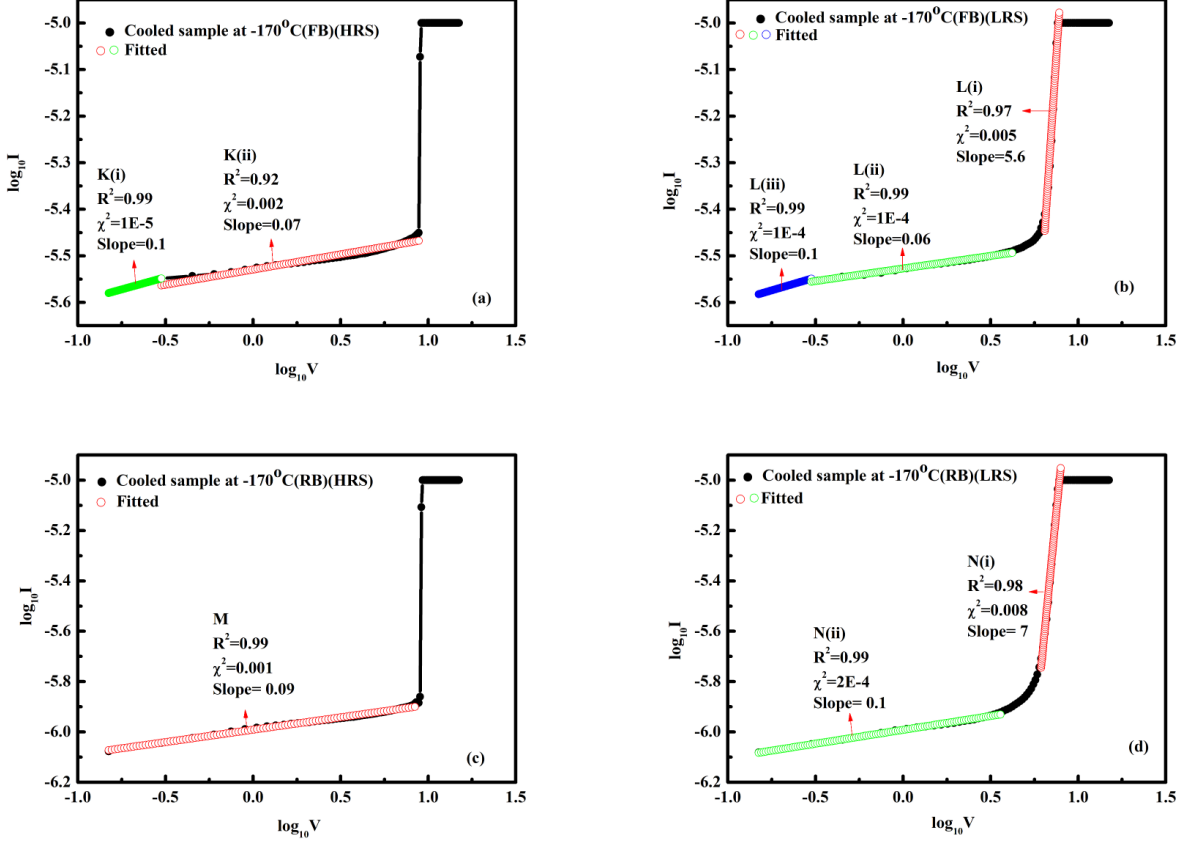 Cooled sample at -170°C(FB)(HRS)
Fitted
K(i)
R²=0.99
χ²=1E-5
Slope=0.1
K(ii)
R²=0.92
χ²=0.002
Slope=0.07
(a)
-5.0
-5.1
-5.2
-5.3
-5.4
-5.5
-5.6
log₁₀I
-1.0 -0.5 0.0 0.5 1.0 1.5
log₁₀V
Cooled sample at -170°C(FB)(LRS)
Fitted
L(i)
R²=0.97
χ²=0.005
Slope=5.6
L(iii)
R²=0.99
χ²=1E-4
Slope=0.1
L(ii)
R²=0.99
χ²=1E-4
Slope=0.06
(b)
-5.0
-5.1
-5.2
-5.3
-5.4
-5.5
-5.6
log₁₀I
-1.0 -0.5 0.0 0.5 1.0 1.5
log₁₀V
Cooled sample at -170°C(RB)(HRS)
Fitted
M
R²=0.99
χ²=0.001
Slope= 0.09
(c)
-5.0
-5.2
-5.4
-5.6
-5.8
-6.0
-6.2
log₁₀I
-1.0 -0.5 0.0 0.5 1.0 1.5
log₁₀V
Cooled sample at -170°C(RB)(LRS)
Fitted
N(i)
R²=0.98
χ²=0.008
Slope= 7
N(ii)
R²=0.99
χ²=2E-4
Slope= 0.1
(d)
-5.0
-5.2
-5.4
-5.6
-5.8
-6.0
-6.2
log₁₀I
-1.0 -0.5 0.0 0.5 1.0 1.5
log₁₀V